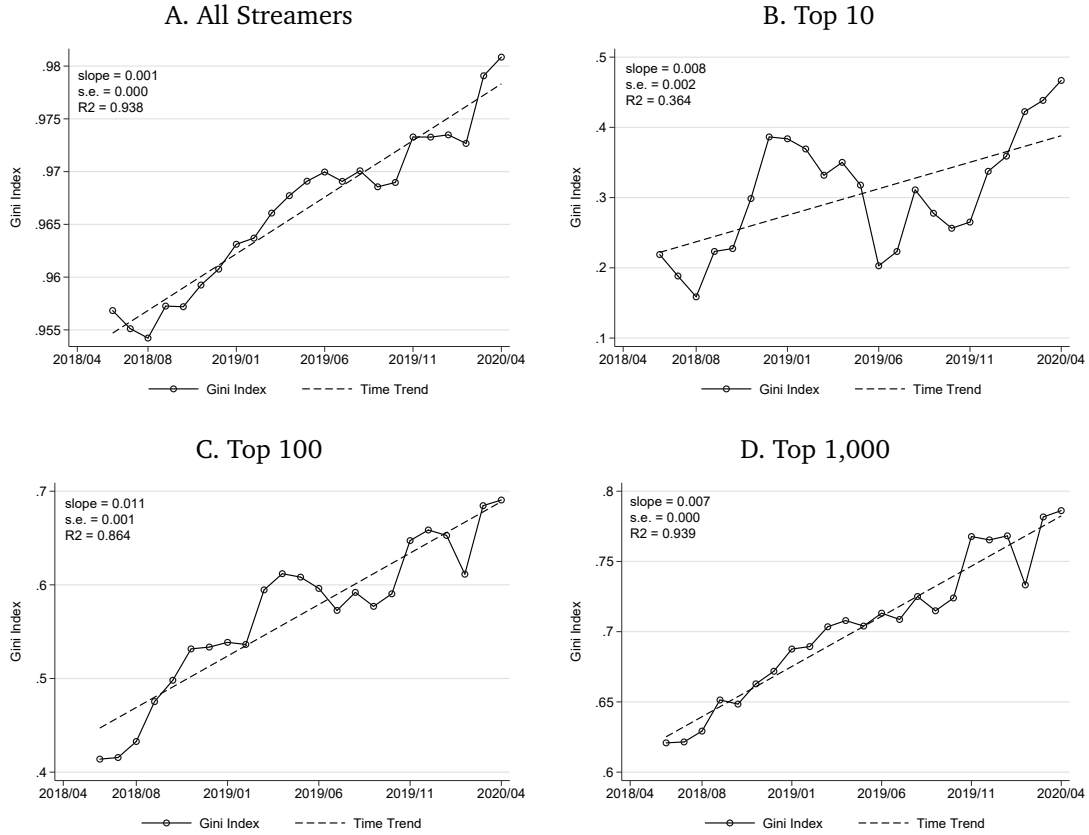 A. All Streamers
slope = 0.001
s.e. = 0.000
R2 = 0.938
Gini Index
.98
.975
.97
.965
.96
.955
2018/04 2018/08 2019/01 2019/06 2019/11 2020/04
Gini Index Time Trend
B. Top 10
slope = 0.008
s.e. = 0.002
R2 = 0.364
Gini Index
.5
.4
.3
.2
.1
2018/04 2018/08 2019/01 2019/06 2019/11 2020/04
Gini Index Time Trend
C. Top 100
slope = 0.011
s.e. = 0.001
R2 = 0.864
Gini Index
.7
.6
.5
.4
2018/04 2018/08 2019/01 2019/06 2019/11 2020/04
Gini Index Time Trend
D. Top 1,000
slope = 0.007
s.e. = 0.000
R2 = 0.939
Gini Index
.8
.75
.7
.65
.6
2018/04 2018/08 2019/01 2019/06 2019/11 2020/04
Gini Index Time Trend